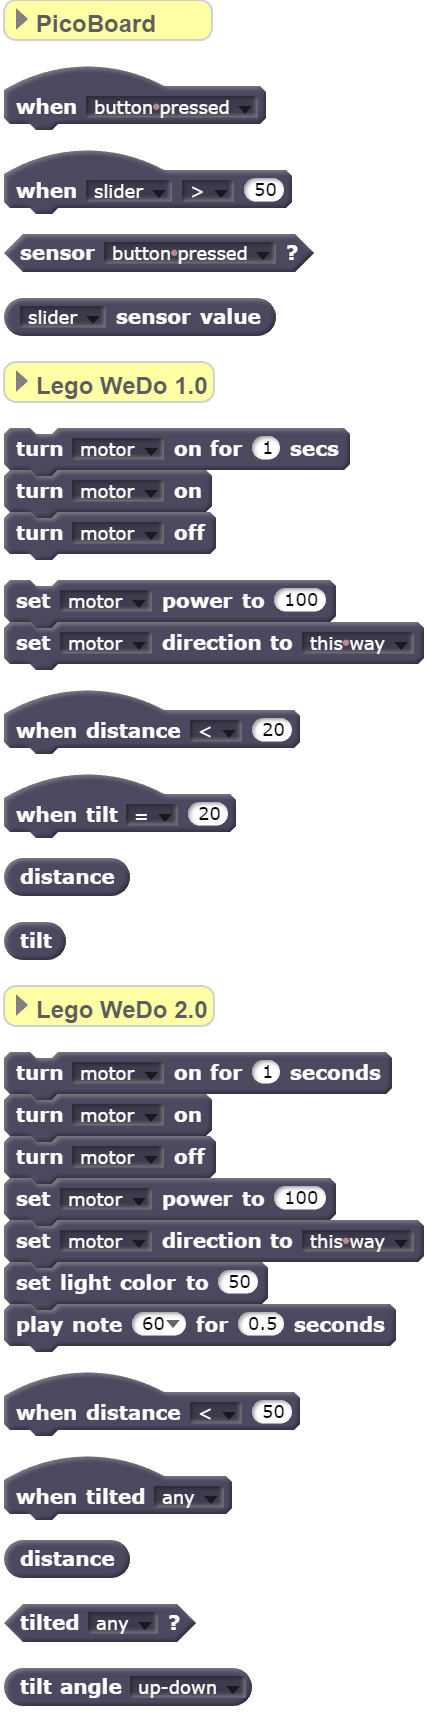 PicoBoard
when button pressed
when slider > 50
sensor button pressed ?
slider sensor value
Lego WeDo 1.0
turn motor on for 1 secs
turn motor on
turn motor off
set motor power to 100
set motor direction to this way
when distance < 20
when tilt = 20
distance
tilt
Lego WeDo 2.0
turn motor on for 1 seconds
turn motor on
turn motor off
set motor power to 100
set motor direction to this way
set light color to 50
play note 60 for 0.5 seconds
when distance < 50
when tilted any
distance
tilted any ?
tilt angle up-down